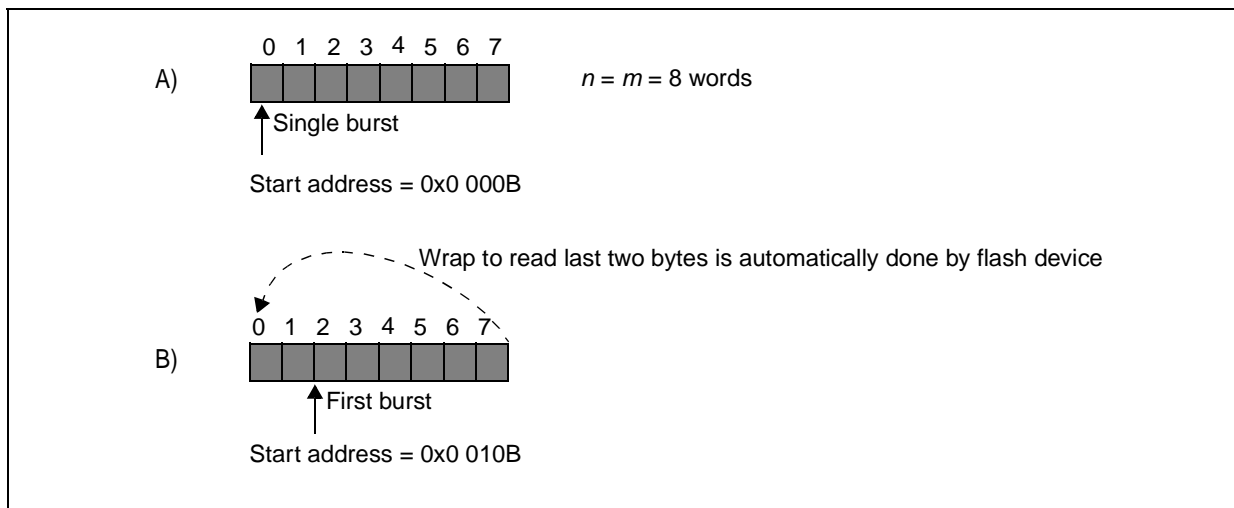 0 1 2 3 4 5 6 7
A)
n = m = 8 words
Single burst
Start address = 0x0 000B
Wrap to read last two bytes is automatically done by flash device
0 1 2 3 4 5 6 7
B)
First burst
Start address = 0x0 010B